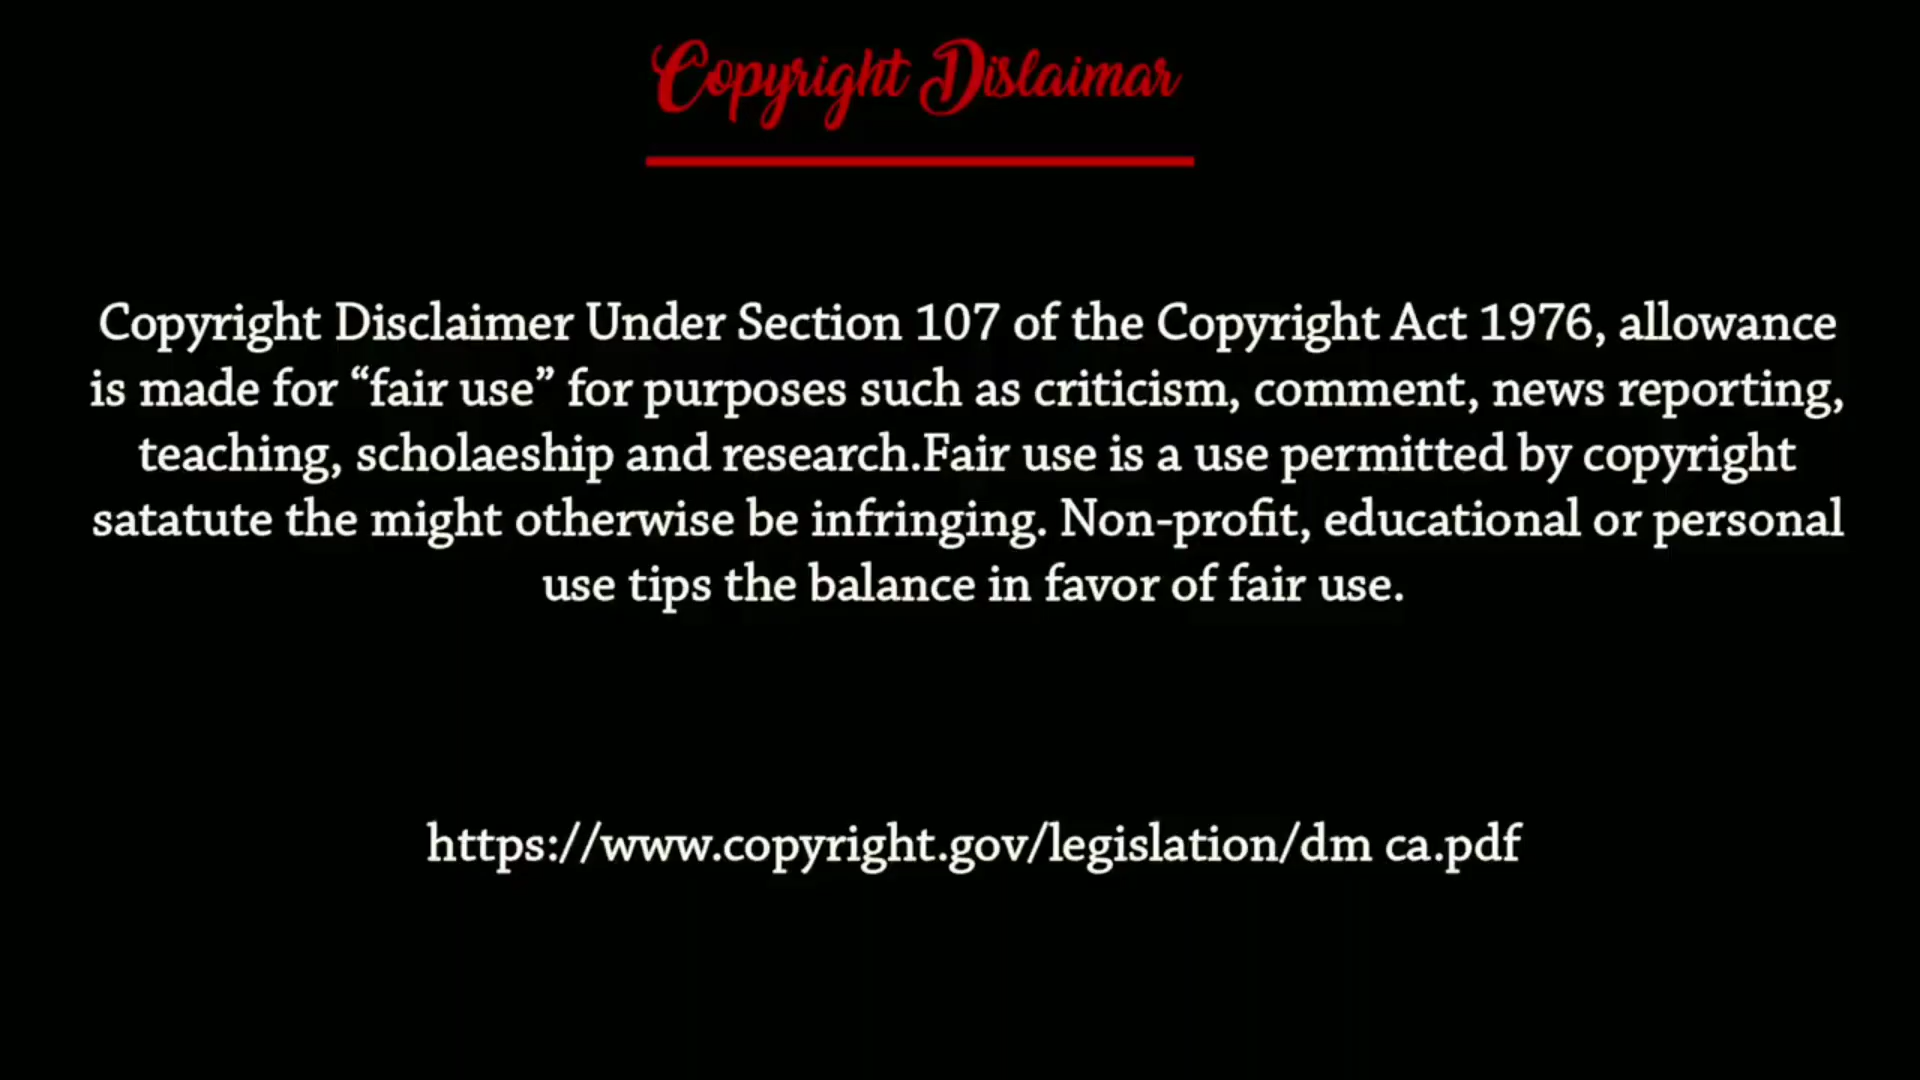 Copyright Dislaimar
Copyright Disclaimer Under Section 107 of the Copyright Act 1976, allowance
is made for “fair use” for purposes such as criticism, comment, news reporting,
teaching, scholaeship and research.Fair use is a use permitted by copyright
satatute the might otherwise be infringing. Non-profit, educational or personal
use tips the balance in favor of fair use.
https://www.copyright.gov/legislation/dm ca.pdf